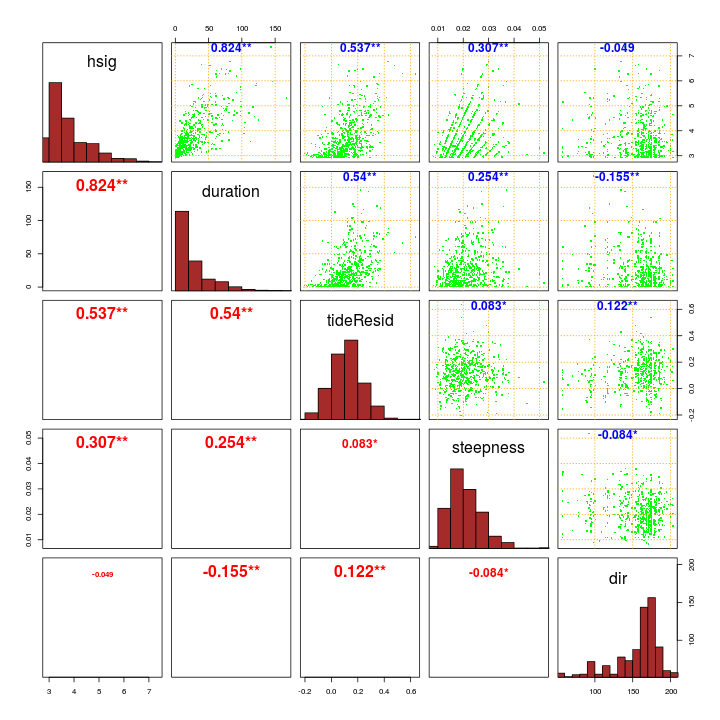 0 50 100 150 0.01 0.02 0.03 0.04 0.05
hsig 0.824** 0.537** 0.307** -0.049
3 4 5 6 7
0.824** duration 0.54** 0.254** -0.155**
0 50 100 150
0.537** 0.54** tideResid 0.083* 0.122**
-0.2 0.0 0.2 0.4 0.6
0.307** 0.254** 0.083* steepness -0.084*
0.01 0.02 0.03 0.04 0.05
-0.049 -0.155** 0.122** -0.084* dir
100 150 200
3 4 5 6 7 -0.2 0.0 0.2 0.4 0.6 100 150 200